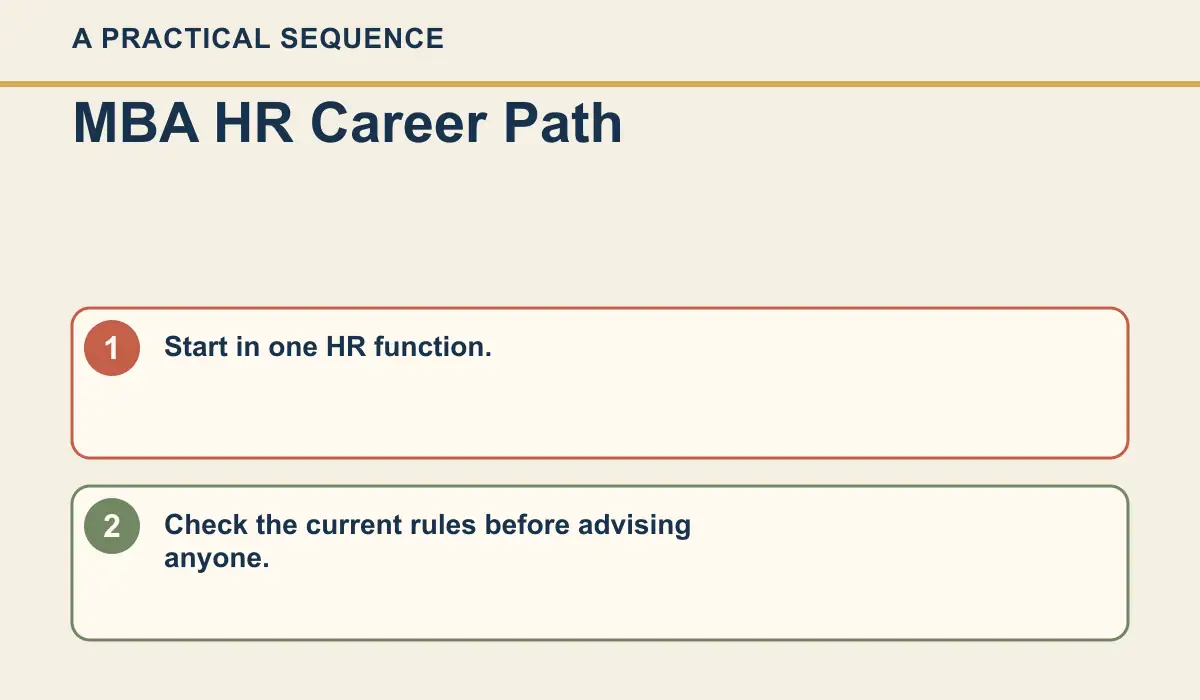 A PRACTICAL SEQUENCE
MBA HR Career Path
1
Start in one HR function.
2
Check the current rules before advising
anyone.